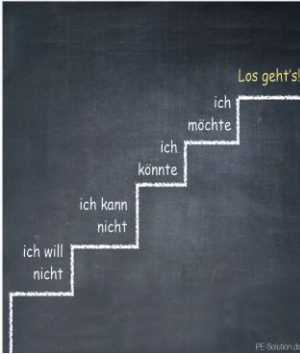 Los geht's!
ich
möchte
ich
könnte
ich kann
nicht
ich will
nicht
PE-Solution.de